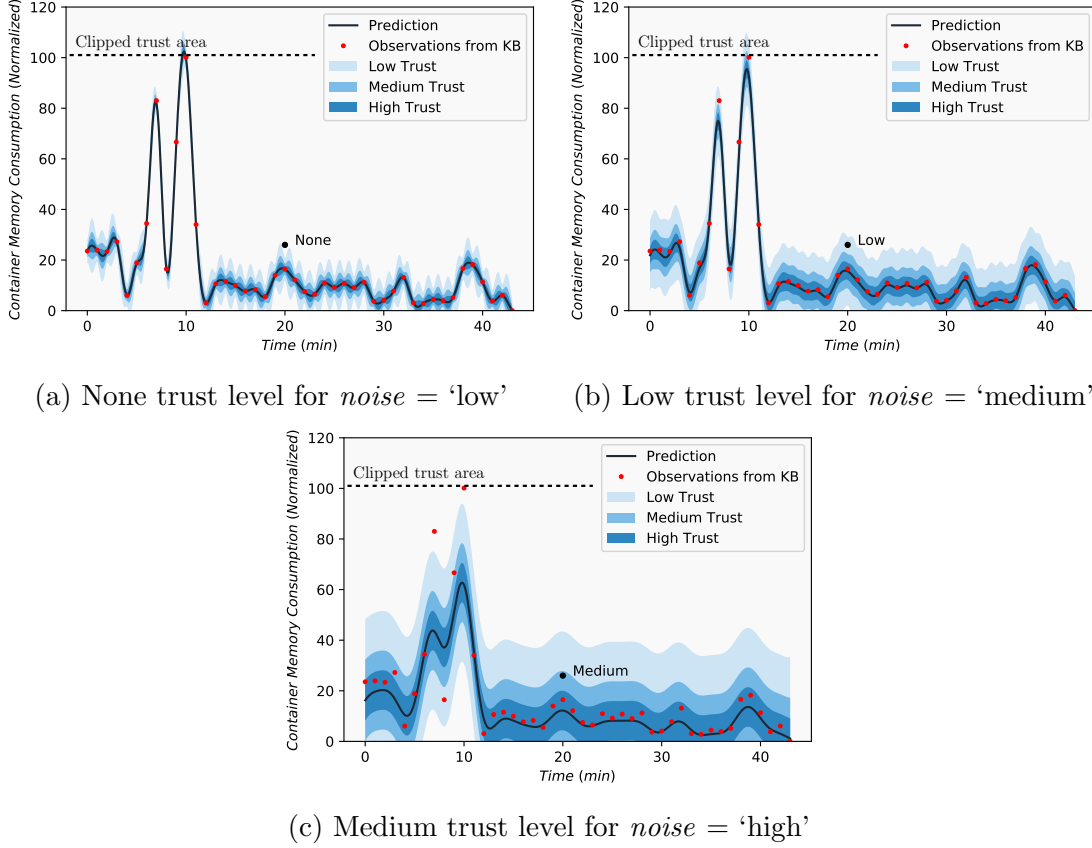 120
100
80
60
40
20
0
Container Memory Consumption (Normalized)
Clipped trust area
Prediction
Observations from KB
Low Trust
Medium Trust
High Trust
None
0
10
20
30
40
Time (min)
(a) None trust level for noise = ‘low’
120
100
80
60
40
20
0
Container Memory Consumption (Normalized)
Clipped trust area
Prediction
Observations from KB
Low Trust
Medium Trust
High Trust
Low
0
10
20
30
40
Time (min)
(b) Low trust level for noise = ‘medium’
120
100
80
60
40
20
0
Container Memory Consumption (Normalized)
Clipped trust area
Prediction
Observations from KB
Low Trust
Medium Trust
High Trust
Medium
0
10
20
30
40
Time (min)
(c) Medium trust level for noise = ‘high’